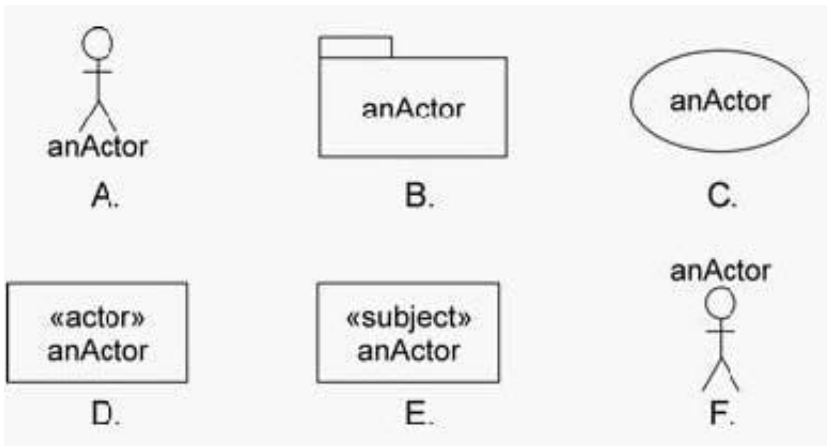 anActor
A.
anActor
B.
anActor
C.
«actor»
anActor
D.
«subject»
anActor
E.
anActor
F.